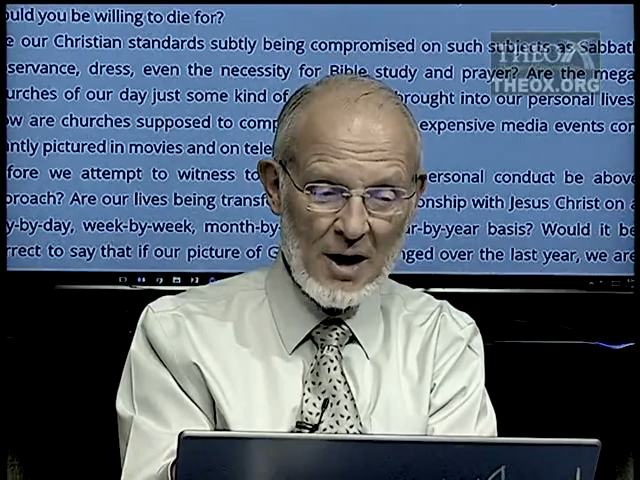 ould you be willing to die for?
e our Christian standards subtly being compromised on such subjects as Sabbat
servance, dress, even the necessity for Bible study and prayer? Are the mega
urches of our day just some kind of rought into our personal lives
ow are churches supposed to comp expensive media events con
antly pictured in movies and on tele
fore we attempt to witness to ersonal conduct be above
proach? Are our lives being transf onship with Jesus Christ on a
y-by-day, week-by-week, month-by- ar-by-year basis? Would it be
rrect to say that if our picture of G nged over the last year, we are
THEOX
THEOX.ORG